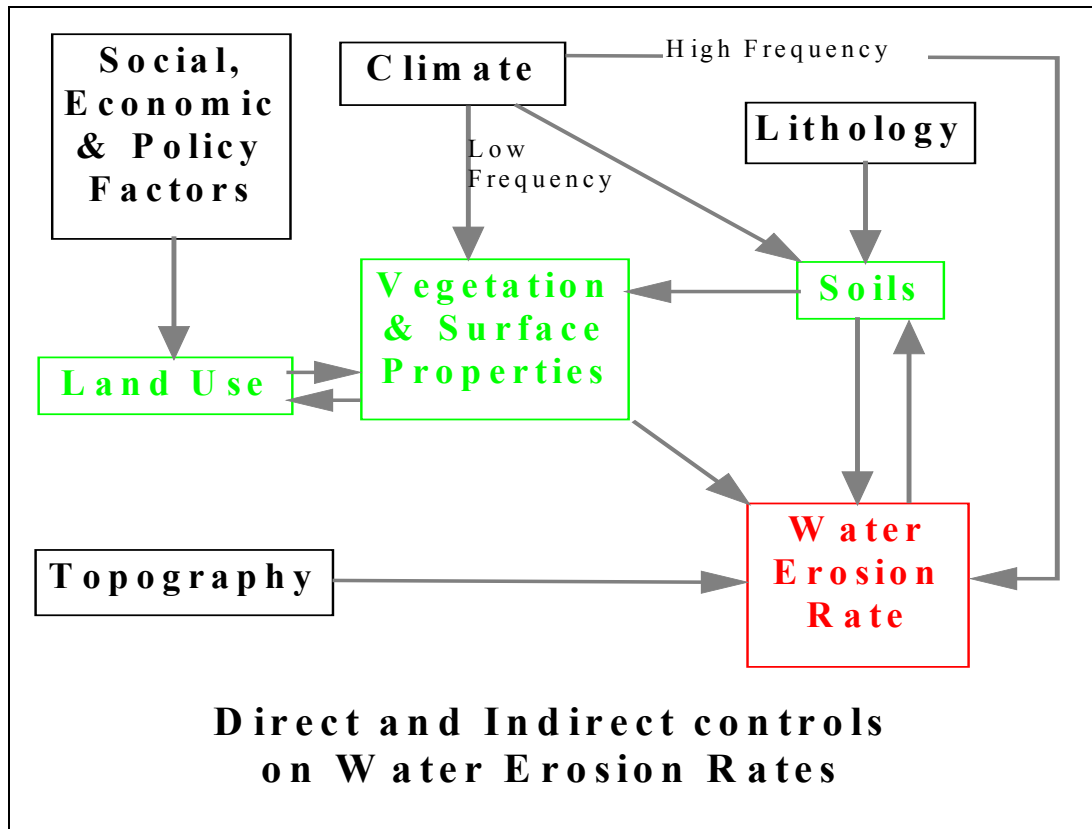 Social,
Economic
& Policy
Factors
Climate
High Frequency
Lithology
Low
Frequency
Vegetation
& Surface
Properties
Soils
Land Use
Water
Erosion
Rate
Topography
Direct and Indirect controls
on Water Erosion Rates